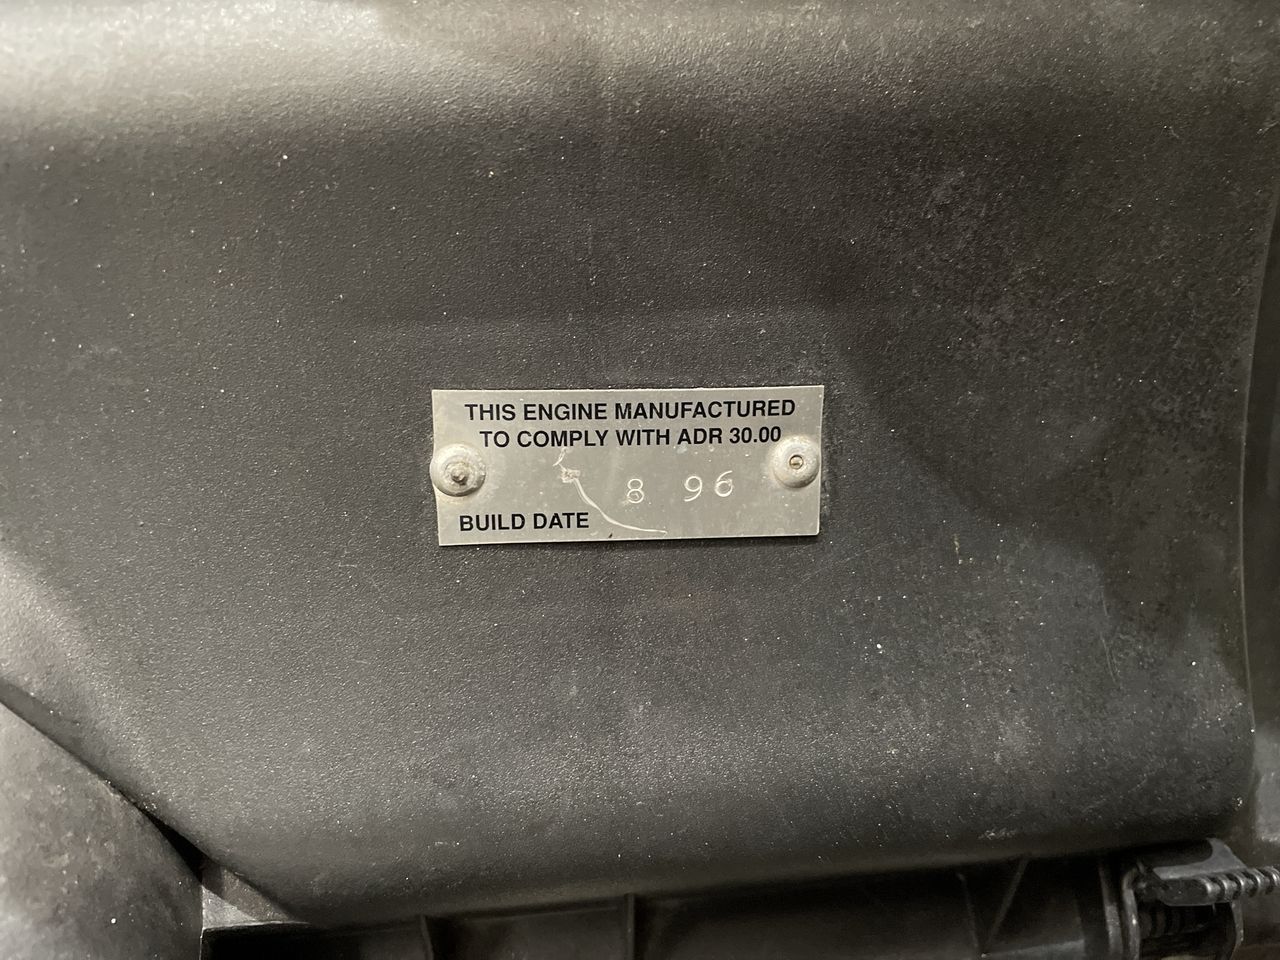 THIS ENGINE MANUFACTURED
TO COMPLY WITH ADR 30.00
8 96
BUILD DATE